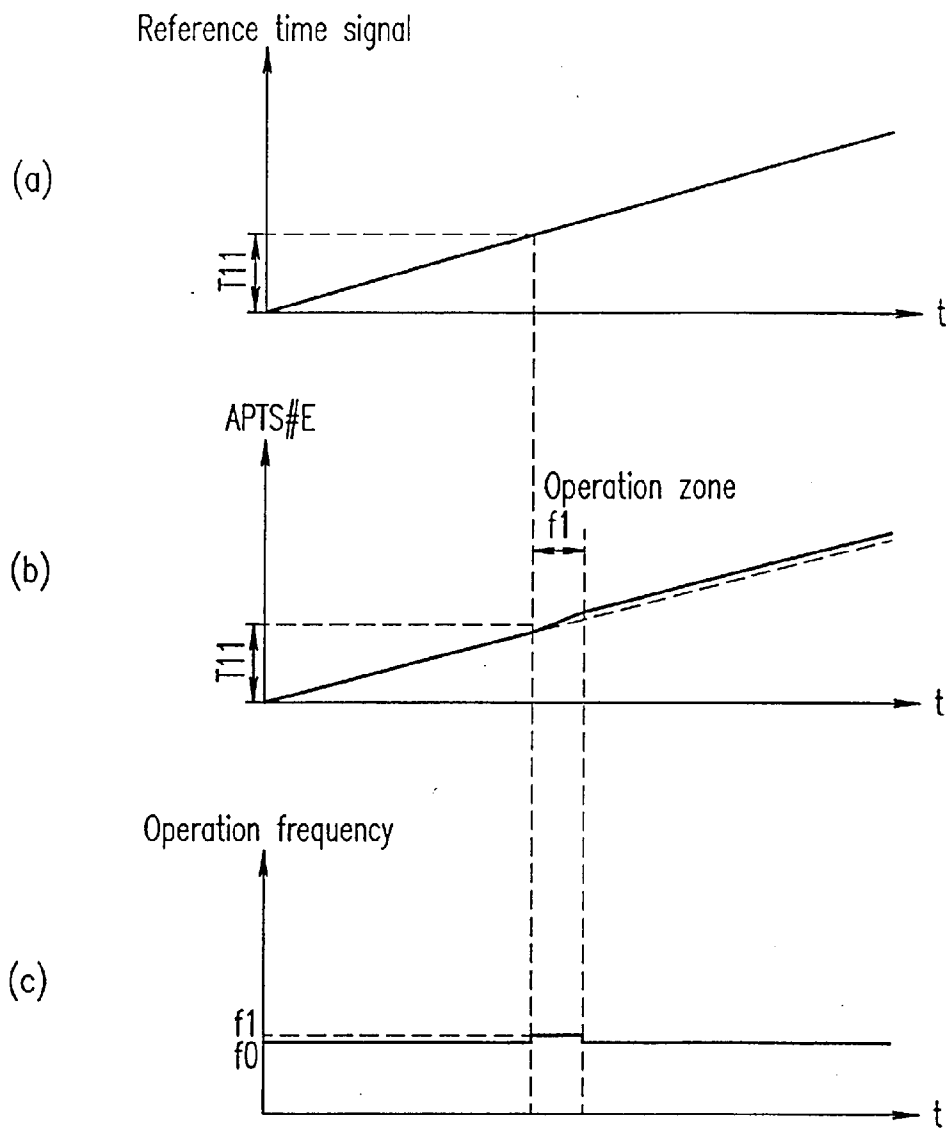 Reference time signal
(a)
T11
t
APTS#E
Operation zone
f1
(b)
T11
t
Operation frequency
(c)
f1
f0
t